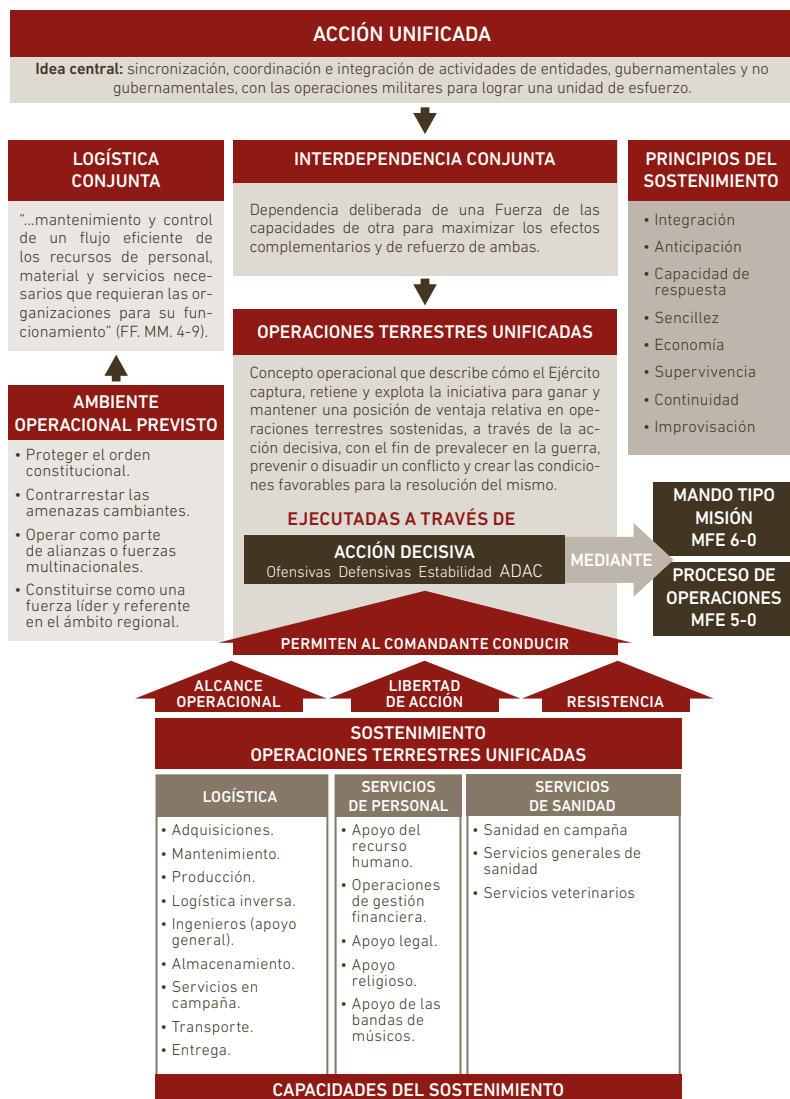 ACCIÓN UNIFICADA
Idea central: sincronización, coordinación e integración de actividades de entidades, gubernamentales y no
gubernamentales, con las operaciones militares para lograr una unidad de esfuerzo.
LOGÍSTICA
CONJUNTA
“...mantenimiento y control
de un flujo eficiente de
los recursos de personal,
material y servicios nece-
sarios que requieran las or-
ganizaciones para su fun-
cionamiento” (FF. MM. 4-9).
AMBIENTE
OPERACIONAL PREVISTO
• Proteger el orden
constitucional.
• Contrarrestar las
amenazas cambiantes.
• Operar como parte
de alianzas o fuerzas
multinacionales.
• Constituirse como una
fuerza líder y referente
en el ámbito regional.
INTERDEPENDENCIA CONJUNTA
Dependencia deliberada de una Fuerza de las
capacidades de otra para maximizar los efectos
complementarios y de refuerzo de ambas.
OPERACIONES TERRESTRES UNIFICADAS
Concepto operacional que describe cómo el Ejército
captura, retiene y explota la iniciativa para ganar y
mantener una posición de ventaja relativa en ope-
raciones terrestres sostenidas, a través de la ac-
ción decisiva, con el fin de prevalecer en la guerra,
prevenir o disuadir un conflicto y crear las condicio-
nes favorables para la resolución del mismo.
EJECUTADAS A TRAVÉS DE
ACCIÓN DECISIVA
Ofensivas Defensivas Estabilidad ADAC
MEDIANTE
PRINCIPIOS DEL
SOSTENIMIENTO
• Integración
• Anticipación
• Capacidad de
respuesta
• Sencillez
• Economía
• Supervivencia
• Continuidad
• Improvisación
MANDO TIPO
MISIÓN
MFE 6-0
PROCESO DE
OPERACIONES
MFE 5-0
PERMITEN AL COMANDANTE CONDUCIR
ALCANCE
OPERACIONAL
LIBERTAD
DE ACCIÓN
RESISTENCIA
SOSTENIMIENTO
OPERACIONES TERRESTRES UNIFICADAS
LOGÍSTICA
• Adquisiciones.
• Mantenimiento.
• Producción.
• Logística inversa.
• Ingenieros (apoyo
general).
• Almacenamiento.
• Servicios en
campaña.
• Transporte.
• Entrega.
SERVICIOS
DE PERSONAL
• Apoyo del
recurso
humano.
• Operaciones
de gestión
financiera.
• Apoyo legal.
• Apoyo
religioso.
• Apoyo de las
bandas de
músicos.
SERVICIOS
DE SANIDAD
• Sanidad en campaña
• Servicios generales de
sanidad
• Servicios veterinarios
CAPACIDADES DEL SOSTENIMIENTO